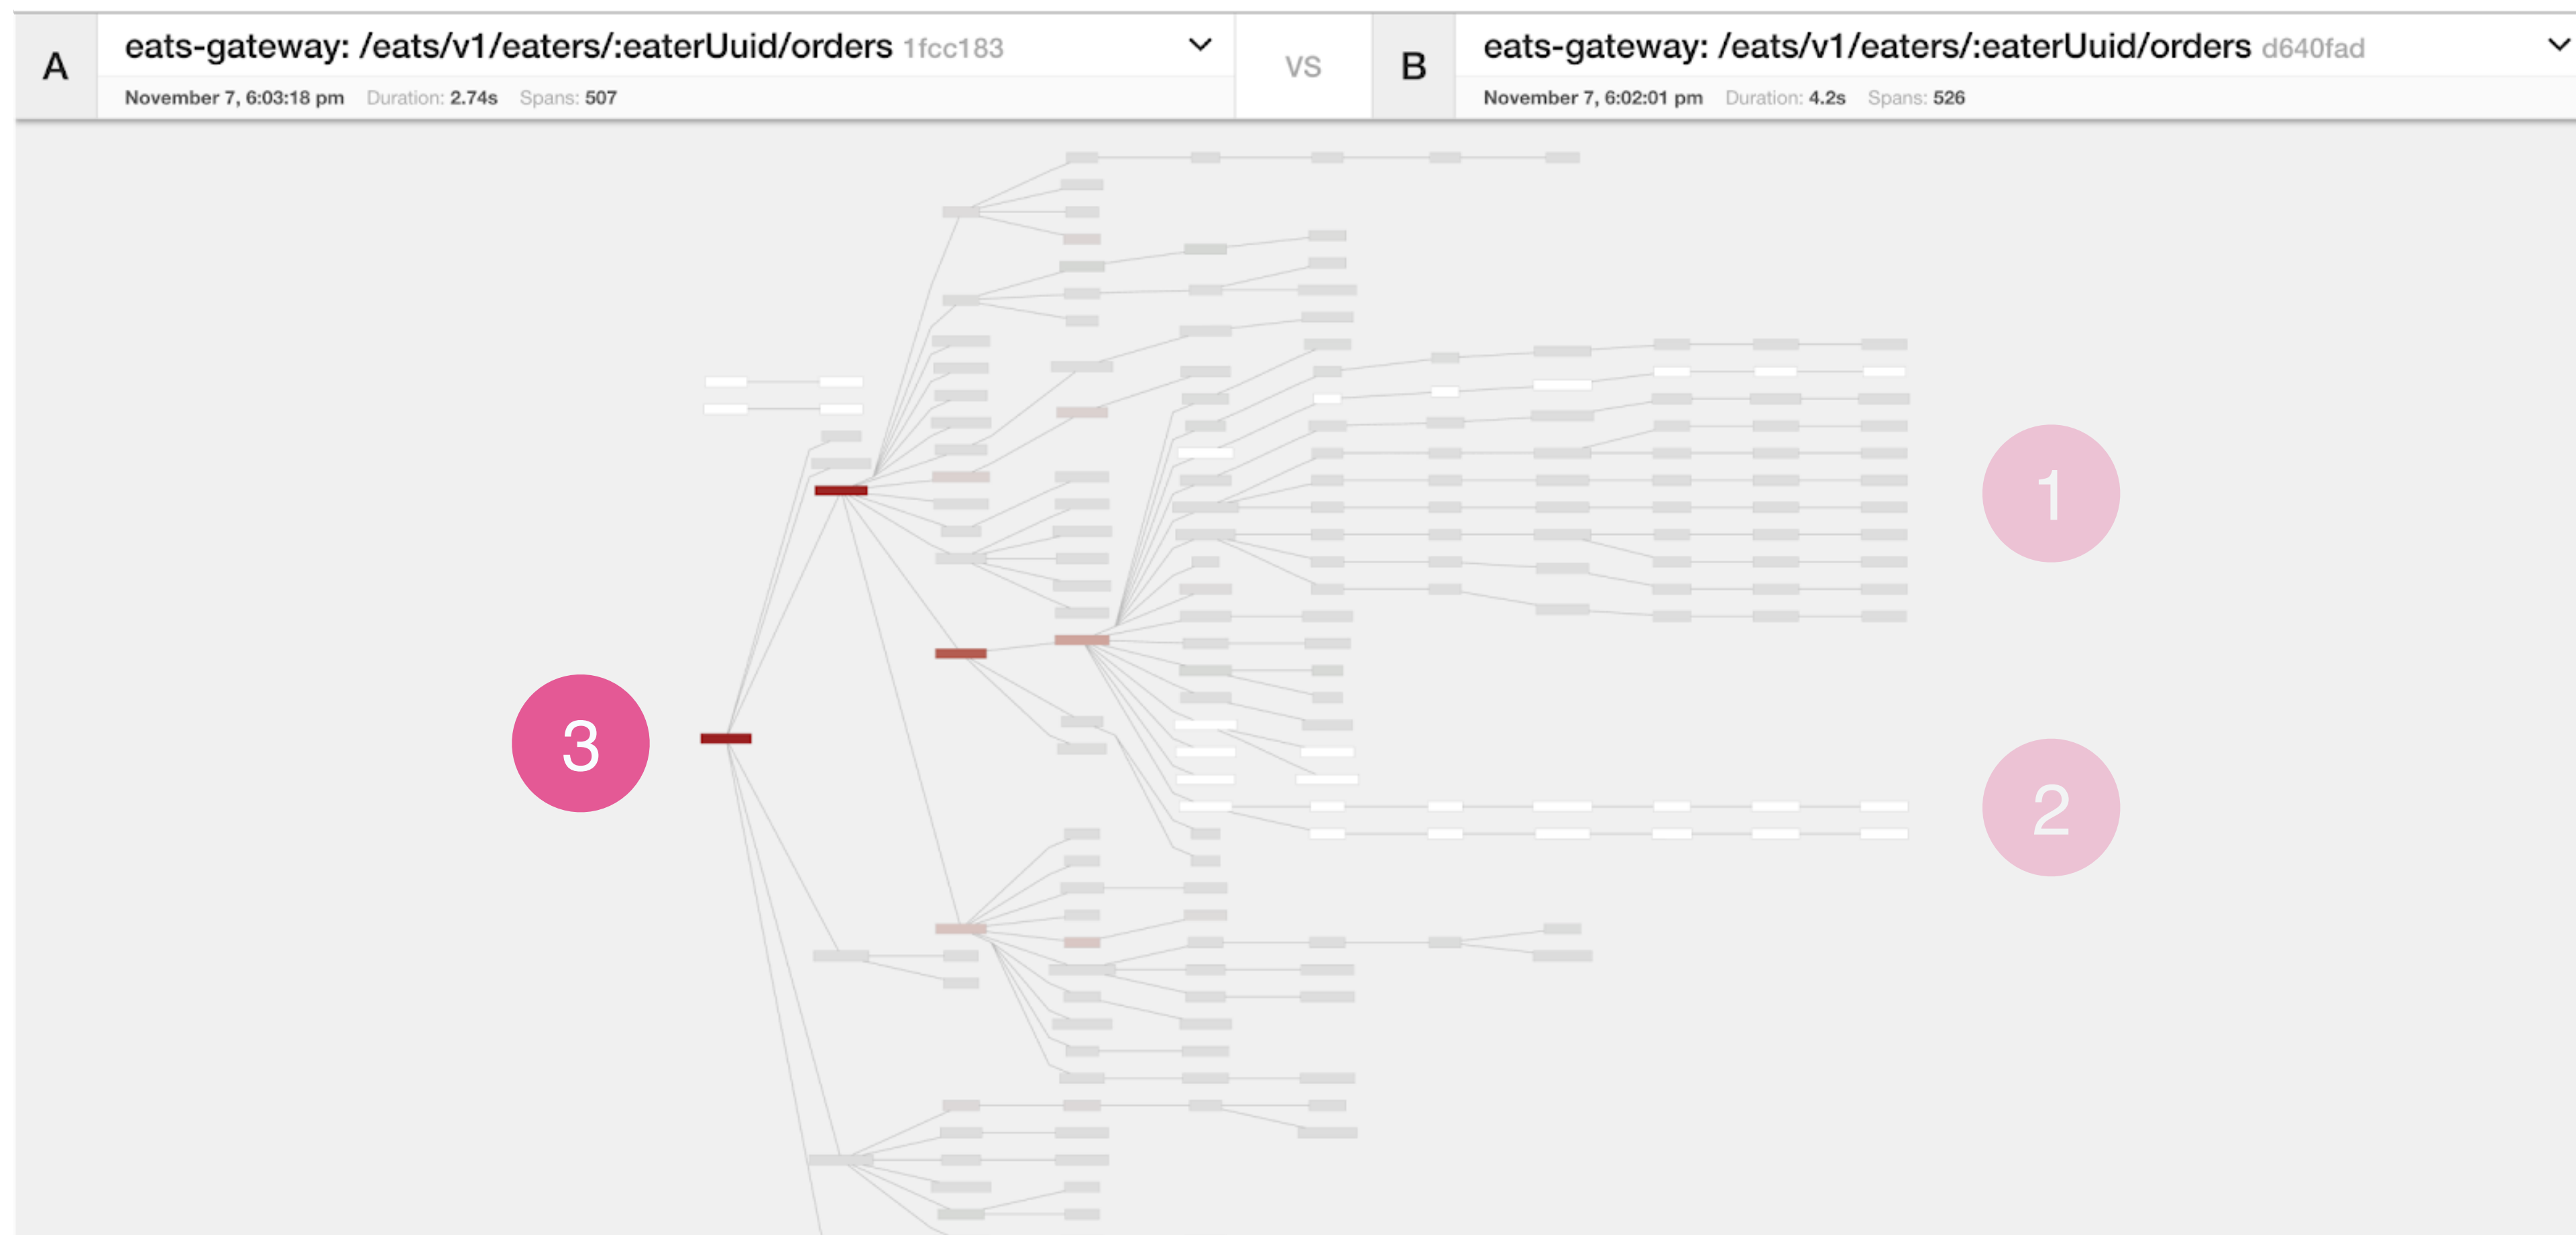 A
eats-gateway: /eats/v1/eaters/:eaterUuid/orders 1fcc183
November 7, 6:03:18 pm Duration: 2.74s Spans: 507
VS
B
eats-gateway: /eats/v1/eaters/:eaterUuid/orders d640fad
November 7, 6:02:01 pm Duration: 4.2s Spans: 526
1
3
2